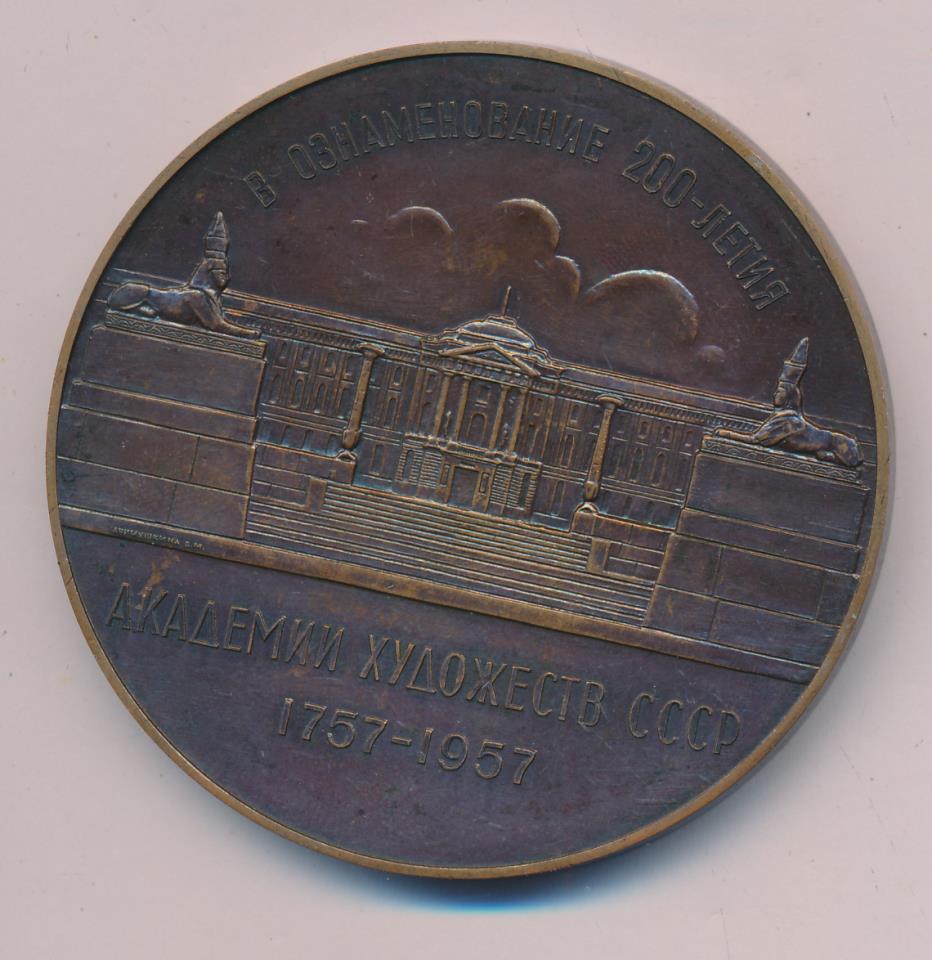 В ОЗНАМЕНОВАНИЕ 200-ЛЕТИЯ
АКАДЕМИИ ХУДОЖЕСТВ СССР
1757-1957